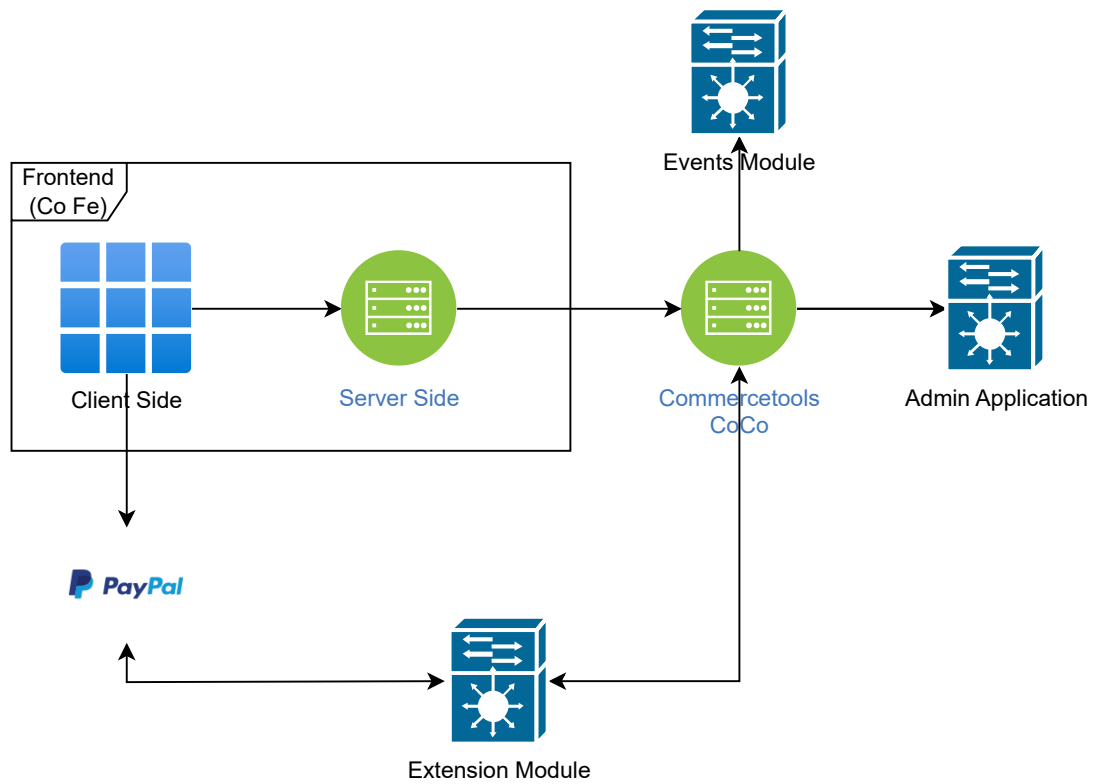 Events Module
Frontend
(Co Fe)
Client Side
Server Side
Commercetools
CoCo
Admin Application
PayPal
Extension Module